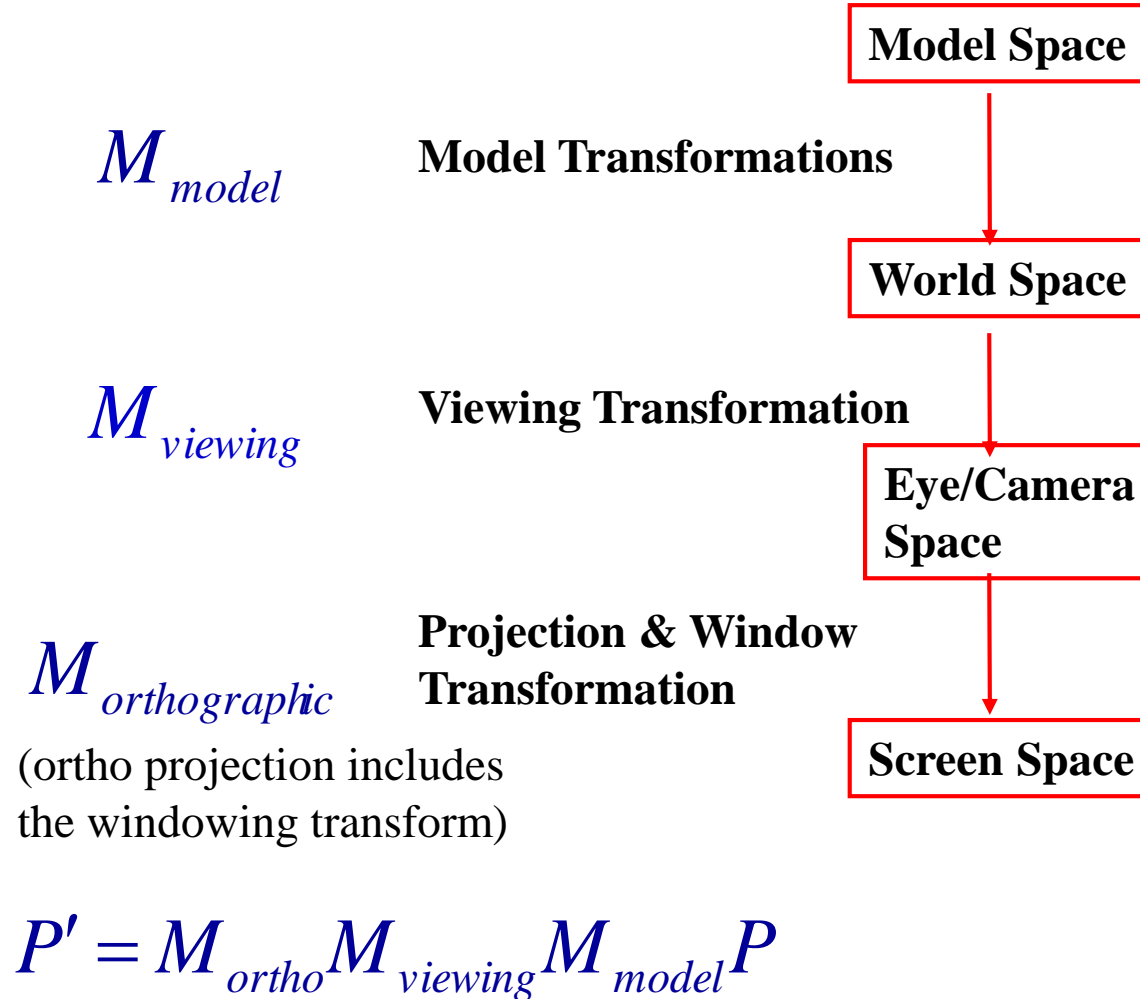 Model Space
M model
Model Transformations
World Space
M viewing
Viewing Transformation
Eye/Camera
Space
M orthographic
Projection & Window
Transformation
(ortho projection includes
the windowing transform)
Screen Space
P′ = M ortho M viewing M model P